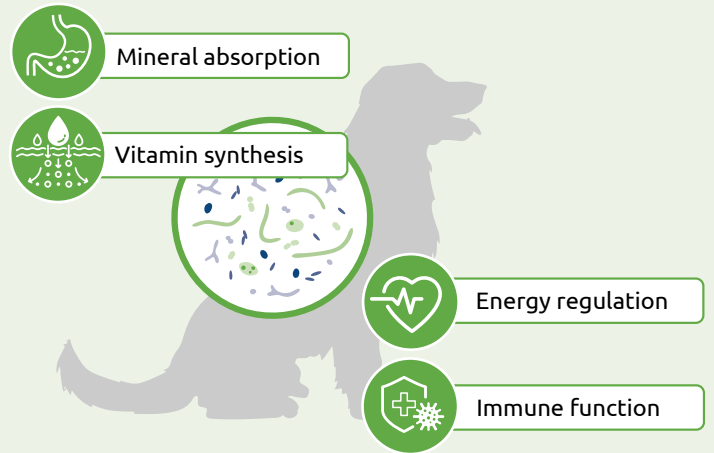 Mineral absorption
Vitamin synthesis
Energy regulation
Immune function